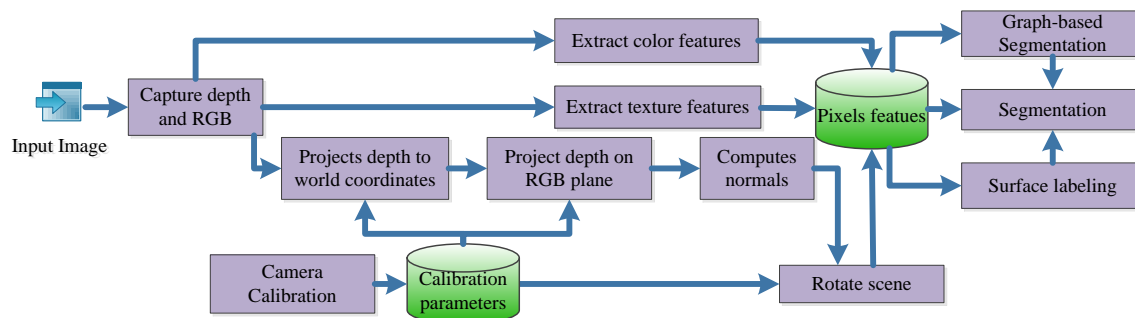 Input Image
Capture depth
and RGB
Extract color features
Extract texture features
Projects depth to
world coordinates
Project depth on
RGB plane
Computes
normals
Camera
Calibration
Calibration
parameters
Rotate scene
Pixels featues
Graph-based
Segmentation
Segmentation
Surface labeling